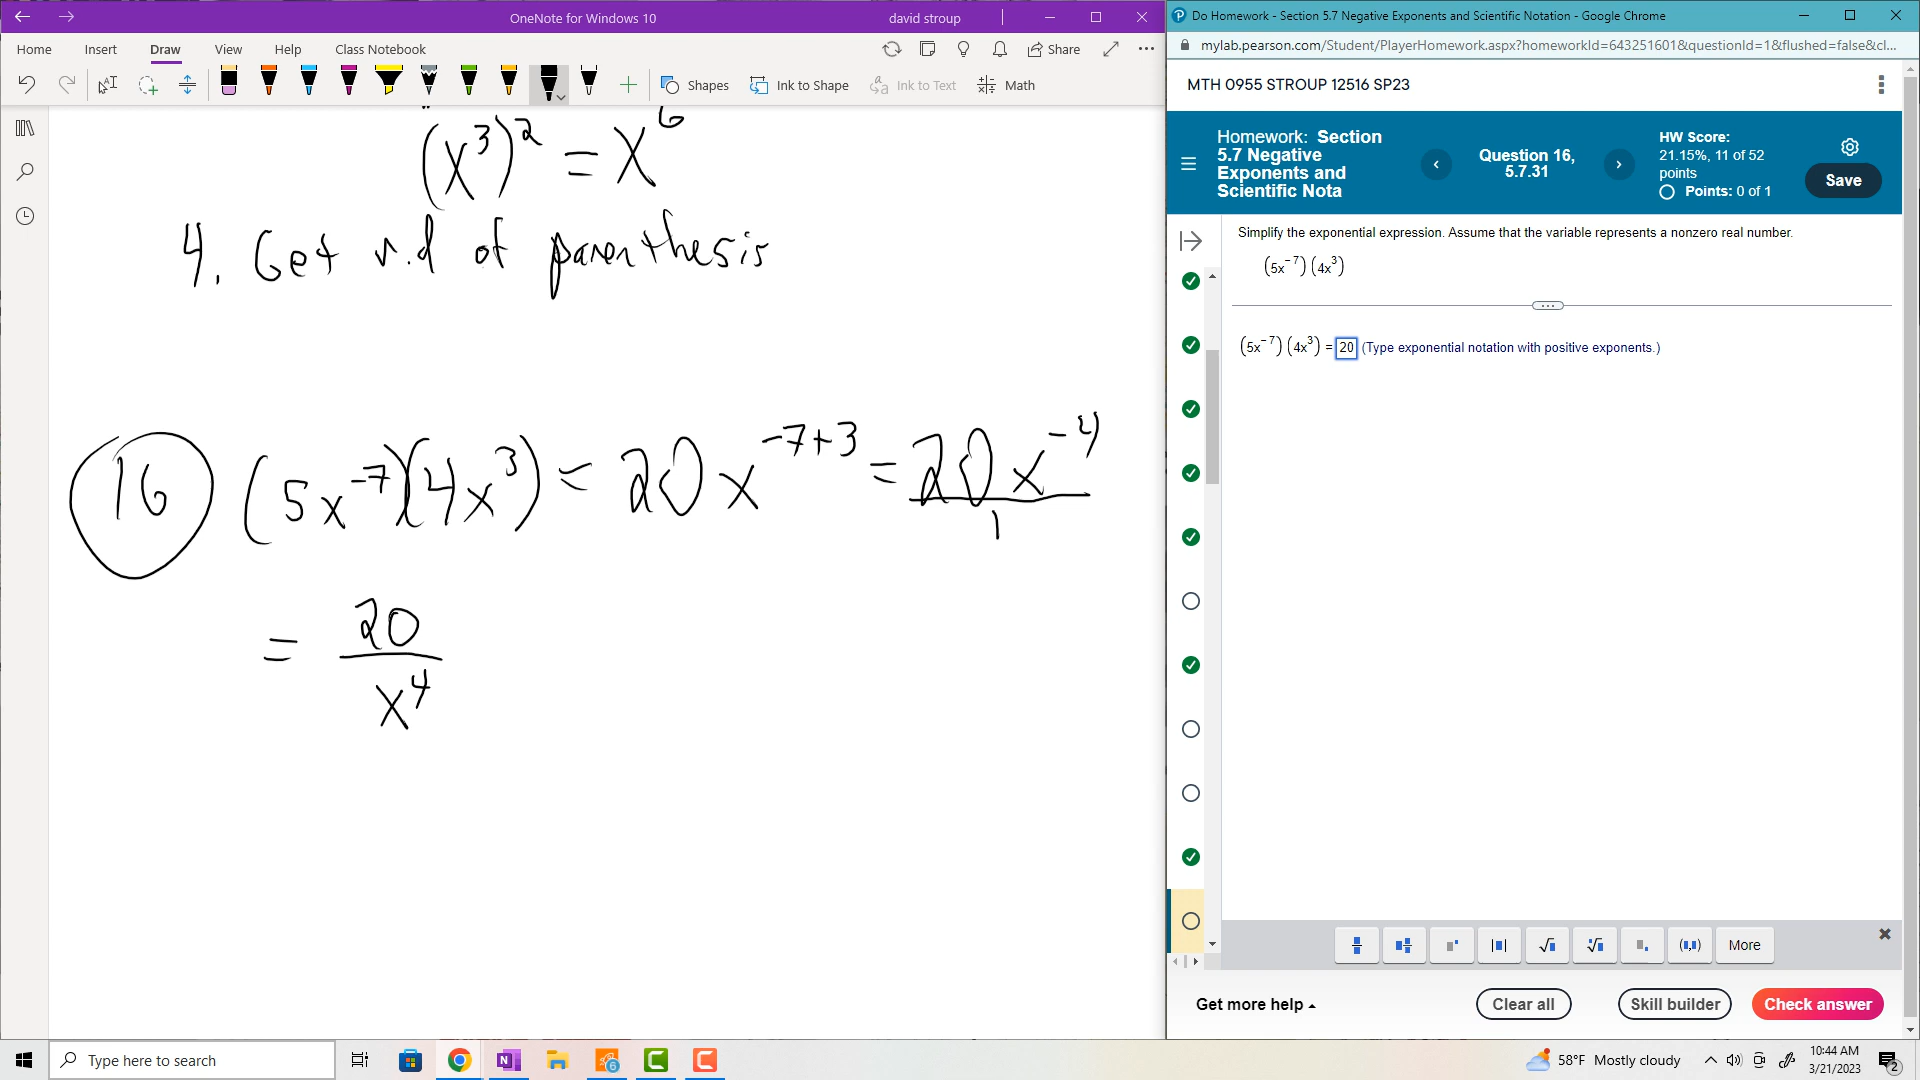 OneNote for Windows 10
david stroup
Home Insert Draw View Help Class Notebook Share
Shapes Ink to Shape Ink to Text Math
(x³)² = x⁶
4. Get rid of parenthesis
16 (5x⁻⁷)(4x³) = 20x⁻⁷⁺³ = 20x⁻⁴/1
= 20/x⁴
Do Homework - Section 5.7 Negative Exponents and Scientific Notation - Google Chrome
mylab.pearson.com/Student/PlayerHomework.aspx?homeworkId=643251601&questionId=1&flushed=false&cl...
MTH 0955 STROUP 12516 SP23
Homework: Section
5.7 Negative
Exponents and
Scientific Nota
Question 16,
5.7.31
HW Score:
21.15%, 11 of 52
points
Points: 0 of 1
Save
Simplify the exponential expression. Assume that the variable represents a nonzero real number.
(5x⁻⁷)(4x³)
(5x⁻⁷)(4x³) = 20 (Type exponential notation with positive exponents.)
More
Get more help
Clear all
Skill builder
Check answer
Type here to search
6
58°F Mostly cloudy
10:44 AM
3/21/2023
2